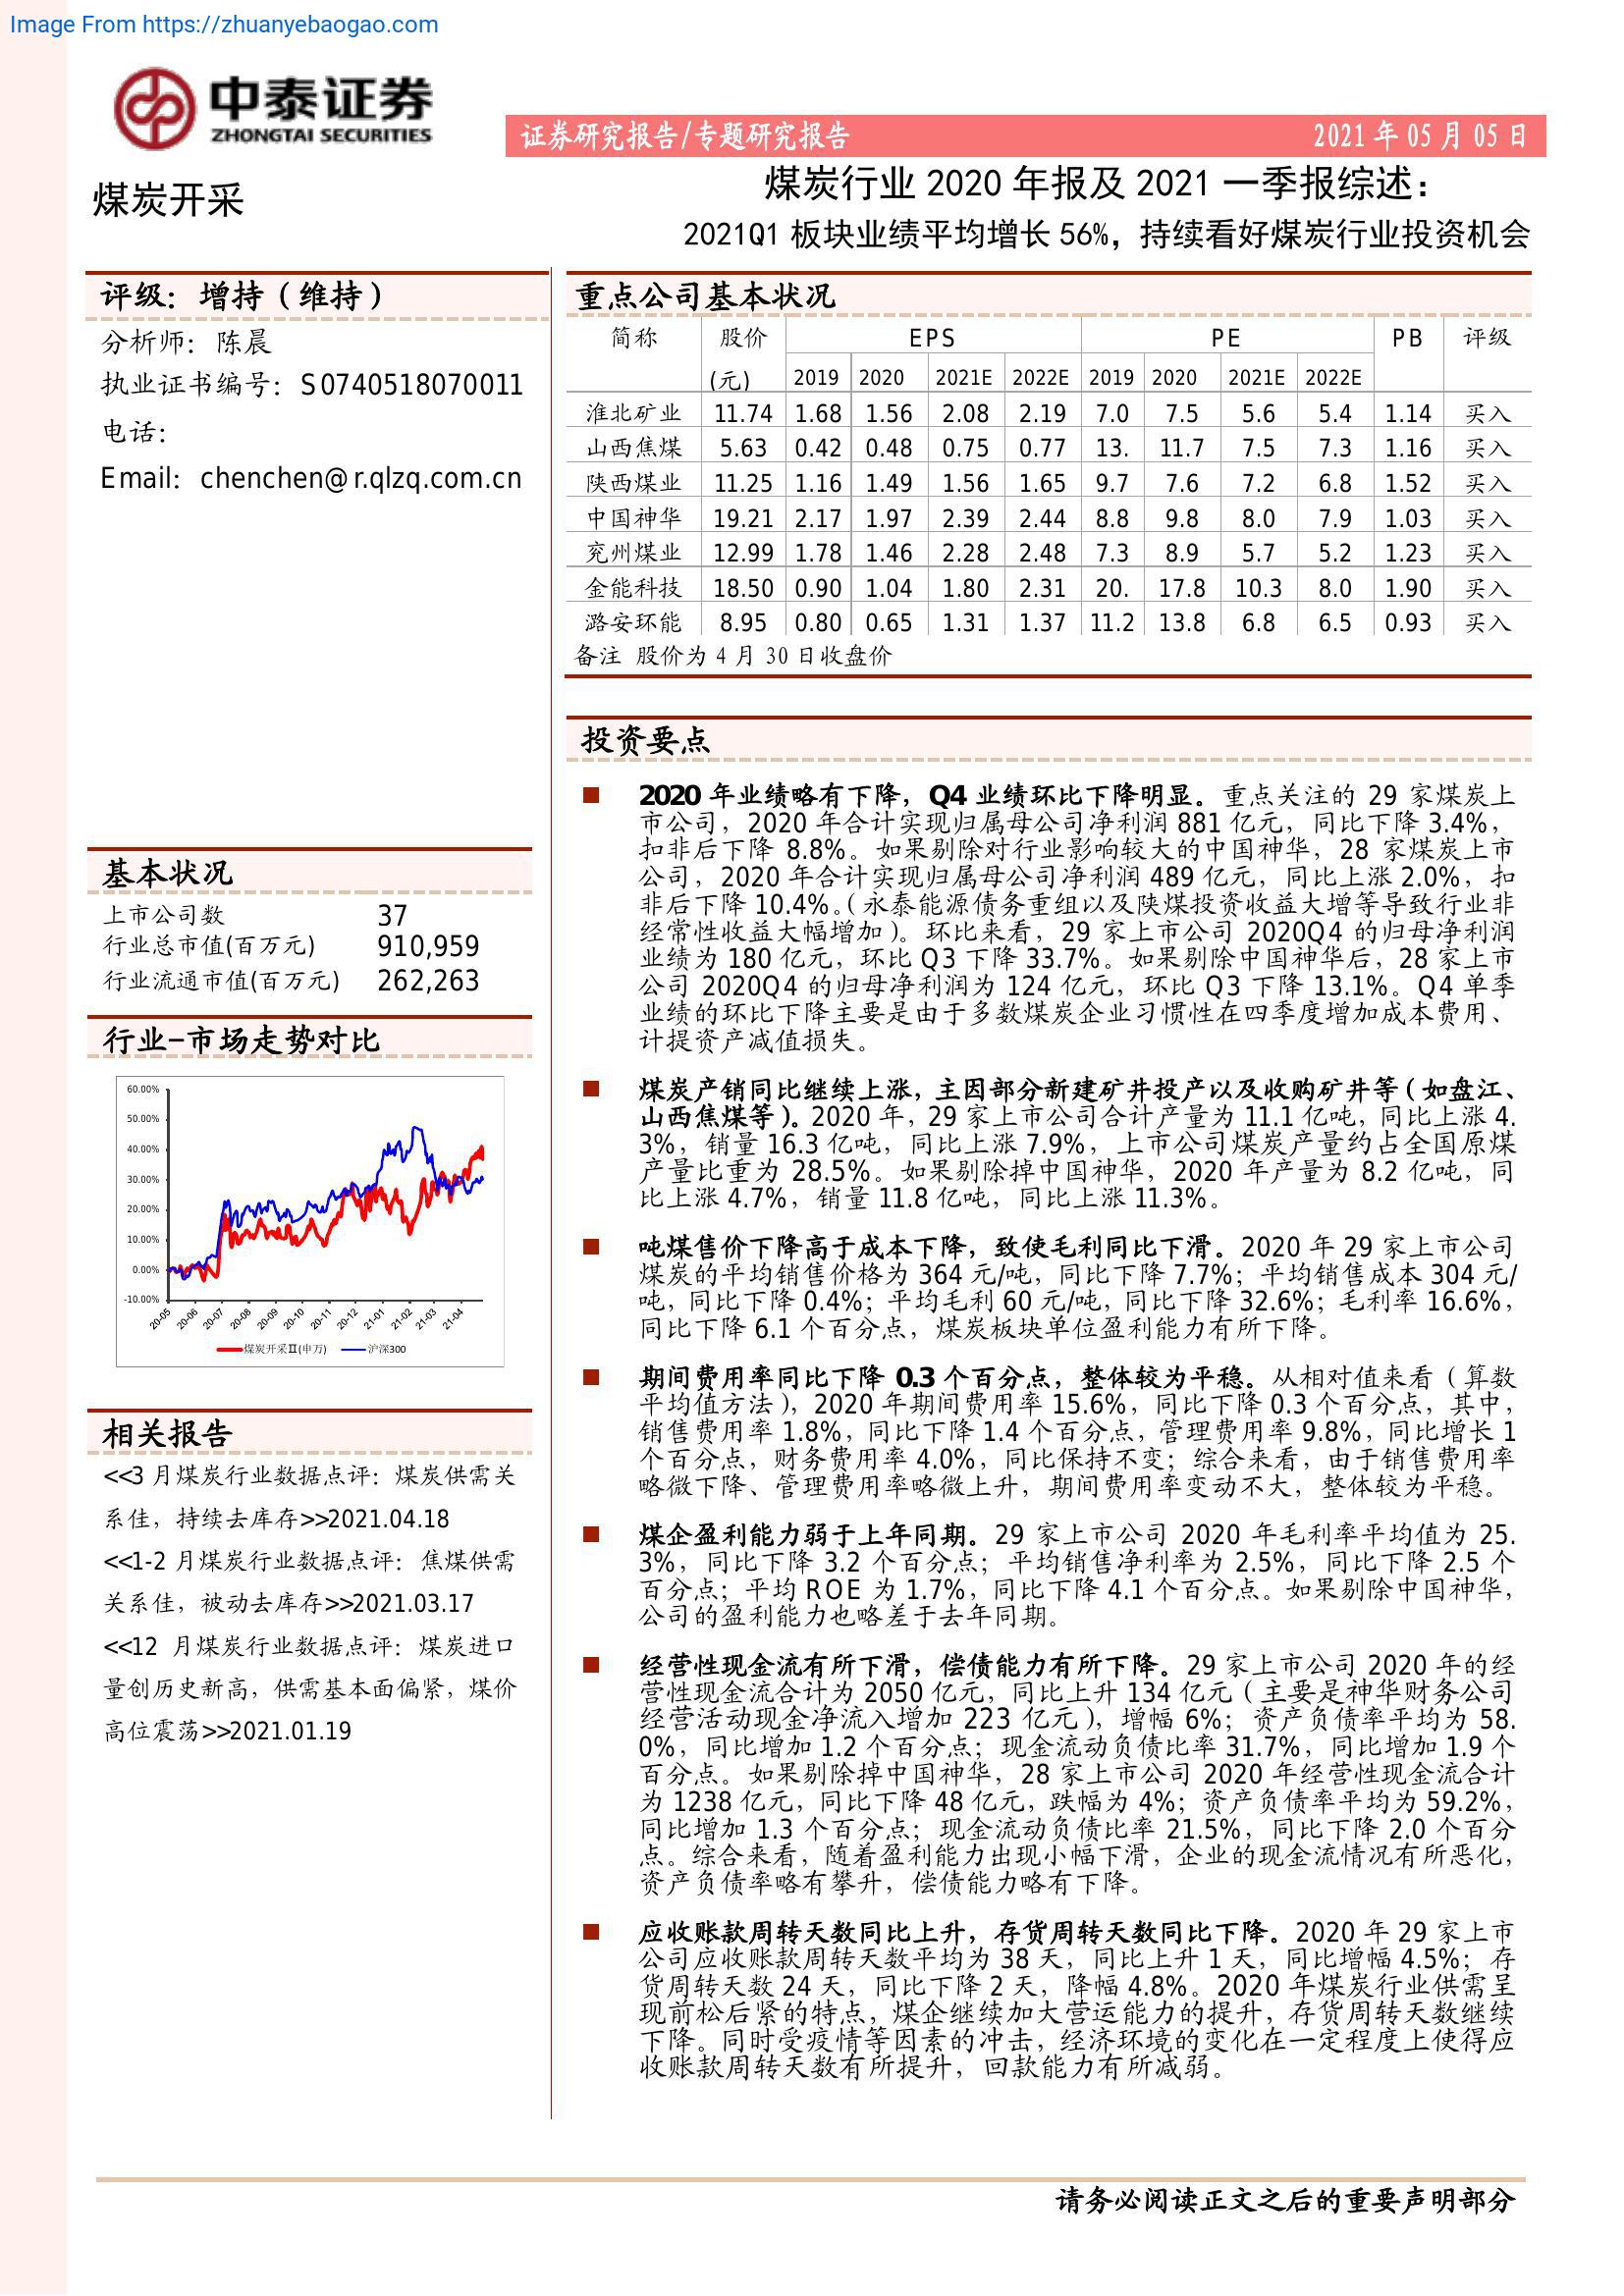 Image From https://zhuanyebaogao.com
中泰证券
ZHONGTAI SECURITIES
证券研究报告/专题研究报告 2021 年 05 月 05 日
煤炭开采
煤炭行业 2020 年报及 2021 一季报综述：
2021Q1 板块业绩平均增长 56%，持续看好煤炭行业投资机会
评级：增持（维持）
分析师：陈晨
执业证书编号：S0740518070011
电话：
Email：chenchen@r.qlzq.com.cn
基本状况
上市公司数 37
行业总市值(百万元) 910,959
行业流通市值(百万元) 262,263
行业-市场走势对比
60.00%
50.00%
40.00%
30.00%
20.00%
10.00%
0.00%
-10.00%
20-05 20-06 20-07 20-08 20-09 20-10 20-11 20-12 21-01 21-02 21-03 21-04
煤炭开采II(申万) 沪深300
相关报告
<<3 月煤炭行业数据点评：煤炭供需关
系佳，持续去库存>>2021.04.18
<<1-2 月煤炭行业数据点评：焦煤供需
关系佳，被动去库存>>2021.03.17
<<12 月煤炭行业数据点评：煤炭进口
量创历史新高，供需基本面偏紧，煤价
高位震荡>>2021.01.19
重点公司基本状况
简称 股价 EPS PE PB 评级
(元) 2019 2020 2021E 2022E 2019 2020 2021E 2022E
淮北矿业 11.74 1.68 1.56 2.08 2.19 7.0 7.5 5.6 5.4 1.14 买入
山西焦煤 5.63 0.42 0.48 0.75 0.77 13. 11.7 7.5 7.3 1.16 买入
陕西煤业 11.25 1.16 1.49 1.56 1.65 9.7 7.6 7.2 6.8 1.52 买入
中国神华 19.21 2.17 1.97 2.39 2.44 8.8 9.8 8.0 7.9 1.03 买入
兖州煤业 12.99 1.78 1.46 2.28 2.48 7.3 8.9 5.7 5.2 1.23 买入
金能科技 18.50 0.90 1.04 1.80 2.31 20. 17.8 10.3 8.0 1.90 买入
潞安环能 8.95 0.80 0.65 1.31 1.37 11.2 13.8 6.8 6.5 0.93 买入
备注 股价为 4 月 30 日收盘价
投资要点
2020 年业绩略有下降，Q4 业绩环比下降明显。重点关注的 29 家煤炭上
市公司，2020 年合计实现归属母公司净利润 881 亿元，同比下降 3.4%，
扣非后下降 8.8%。如果剔除对行业影响较大的中国神华，28 家煤炭上市
公司，2020 年合计实现归属母公司净利润 489 亿元，同比上涨 2.0%，扣
非后下降 10.4%。（永泰能源债务重组以及陕煤投资收益大增等导致行业非
经常性收益大幅增加）。环比来看，29 家上市公司 2020Q4 的归母净利润
业绩为 180 亿元，环比 Q3 下降 33.7%。如果剔除中国神华后，28 家上市
公司 2020Q4 的归母净利润为 124 亿元，环比 Q3 下降 13.1%。Q4 单季
业绩的环比下降主要是由于多数煤炭企业习惯性在四季度增加成本费用、
计提资产减值损失。
煤炭产销同比继续上涨，主因部分新建矿井投产以及收购矿井等（如盘江、
山西焦煤等）。2020 年，29 家上市公司合计产量为 11.1 亿吨，同比上涨 4.
3%，销量 16.3 亿吨，同比上涨 7.9%，上市公司煤炭产量约占全国原煤
产量比重为 28.5%。如果剔除掉中国神华，2020 年产量为 8.2 亿吨，同
比上涨 4.7%，销量 11.8 亿吨，同比上涨 11.3%。
吨煤售价下降高于成本下降，致使毛利同比下滑。2020 年 29 家上市公司
煤炭的平均销售价格为 364 元/吨，同比下降 7.7%；平均销售成本 304 元/
吨，同比下降 0.4%；平均毛利 60 元/吨，同比下降 32.6%；毛利率 16.6%，
同比下降 6.1 个百分点，煤炭板块单位盈利能力有所下降。
期间费用率同比下降 0.3 个百分点，整体较为平稳。从相对值来看（算数
平均值方法），2020 年期间费用率 15.6%，同比下降 0.3 个百分点，其中，
销售费用率 1.8%，同比下降 1.4 个百分点，管理费用率 9.8%，同比增长 1
个百分点，财务费用率 4.0%，同比保持不变；综合来看，由于销售费用率
略微下降、管理费用率略微上升，期间费用率变动不大，整体较为平稳。
煤企盈利能力弱于上年同期。29 家上市公司 2020 年毛利率平均值为 25.
3%，同比下降 3.2 个百分点；平均销售净利率为 2.5%，同比下降 2.5 个
百分点；平均 ROE 为 1.7%，同比下降 4.1 个百分点。如果剔除中国神华，
公司的盈利能力也略差于去年同期。
经营性现金流有所下滑，偿债能力有所下降。29 家上市公司 2020 年的经
营性现金流合计为 2050 亿元，同比上升 134 亿元（主要是神华财务公司
经营活动现金净流入增加 223 亿元），增幅 6%；资产负债率平均为 58.
0%，同比增加 1.2 个百分点；现金流动负债比率 31.7%，同比增加 1.9 个
百分点。如果剔除掉中国神华，28 家上市公司 2020 年经营性现金流合计
为 1238 亿元，同比下降 48 亿元，跌幅为 4%；资产负债率平均为 59.2%，
同比增加 1.3 个百分点；现金流动负债比率 21.5%，同比下降 2.0 个百分
点。综合来看，随着盈利能力出现小幅下滑，企业的现金流情况有所恶化，
资产负债率略有攀升，偿债能力略有下降。
应收账款周转天数同比上升，存货周转天数同比下降。2020 年 29 家上市
公司应收账款周转天数平均为 38 天，同比上升 1 天，同比增幅 4.5%；存
货周转天数 24 天，同比下降 2 天，降幅 4.8%。2020 年煤炭行业供需呈
现前松后紧的特点，煤企继续加大营运能力的提升，存货周转天数继续
下降。同时受疫情等因素的冲击，经济环境的变化在一定程度上使得应
收账款周转天数有所提升，回款能力有所减弱。
请务必阅读正文之后的重要声明部分